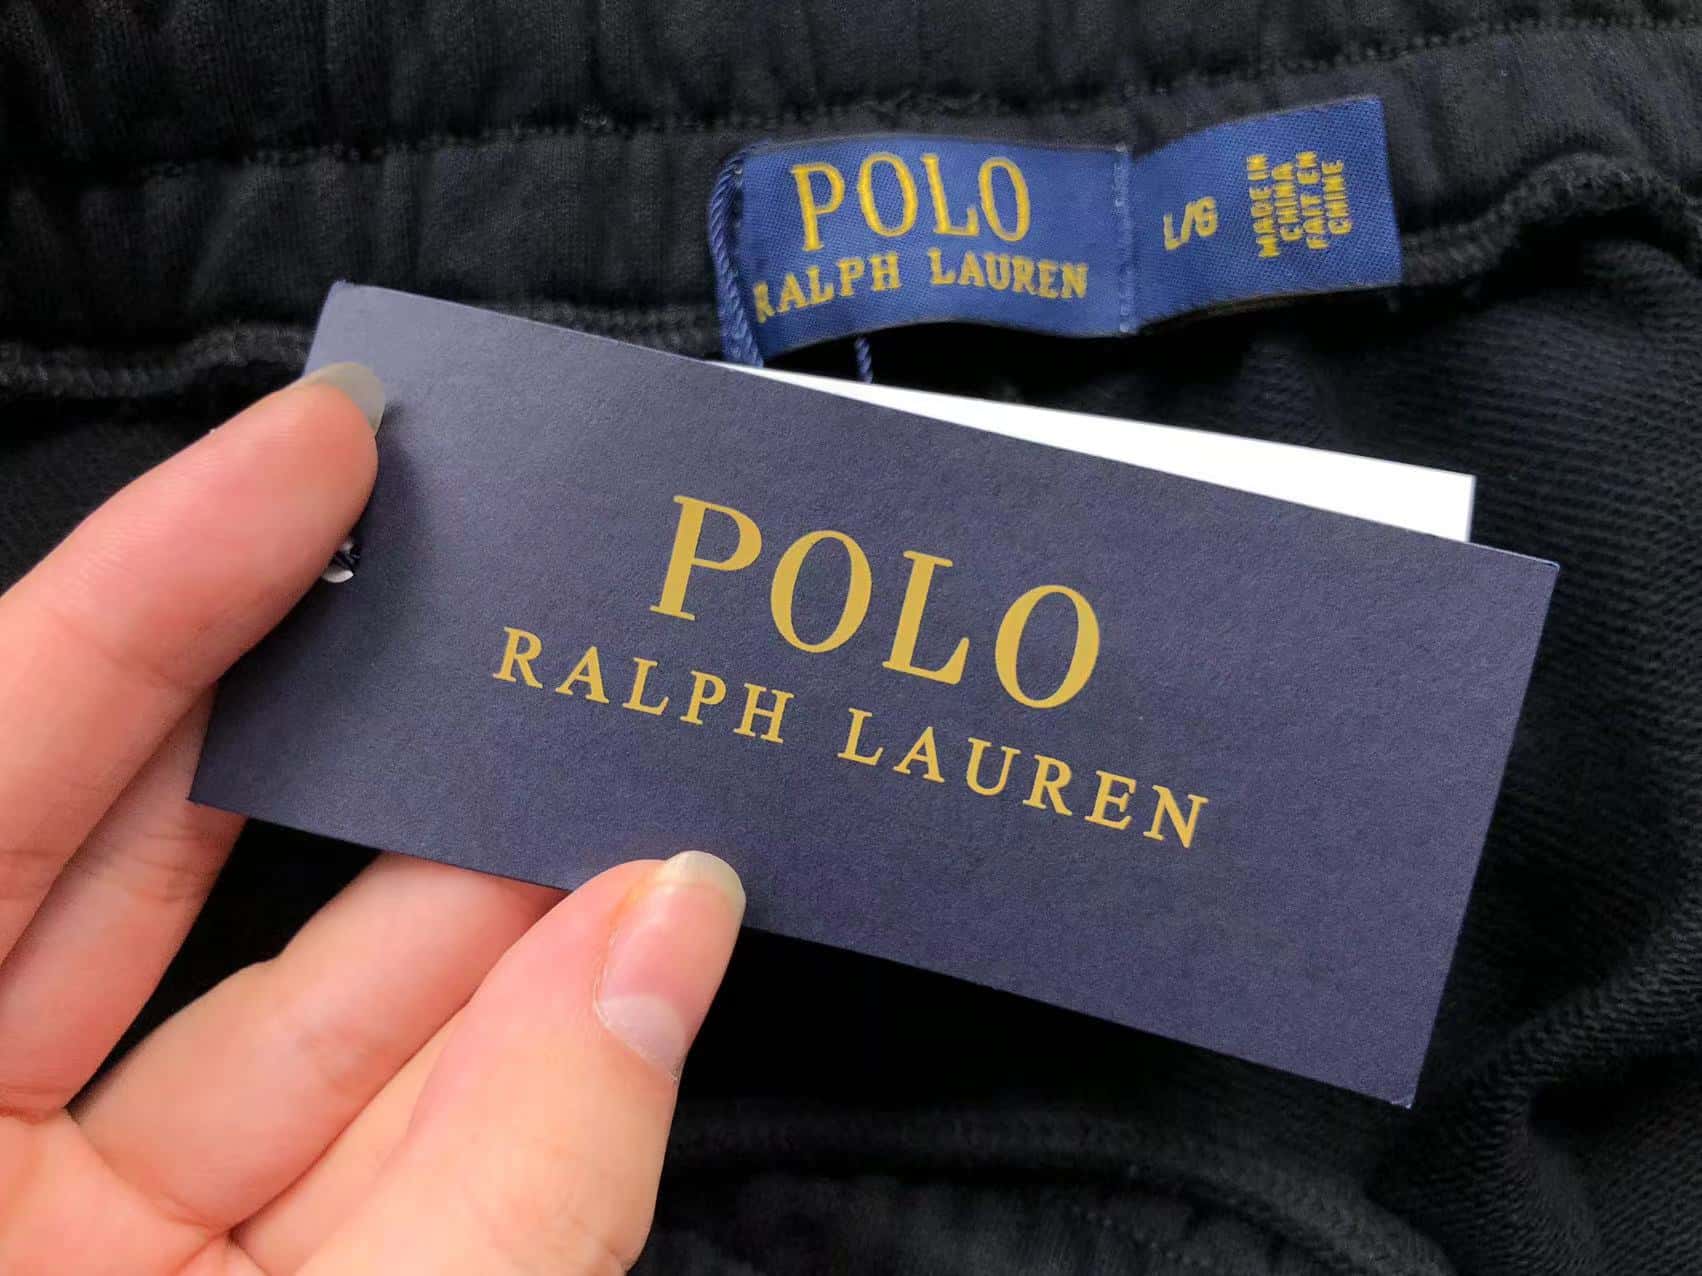 POLO
RALPH LAUREN
L/G
MADE IN
CHINA
FAIT EN
CHINE
POLO
RALPH LAUREN